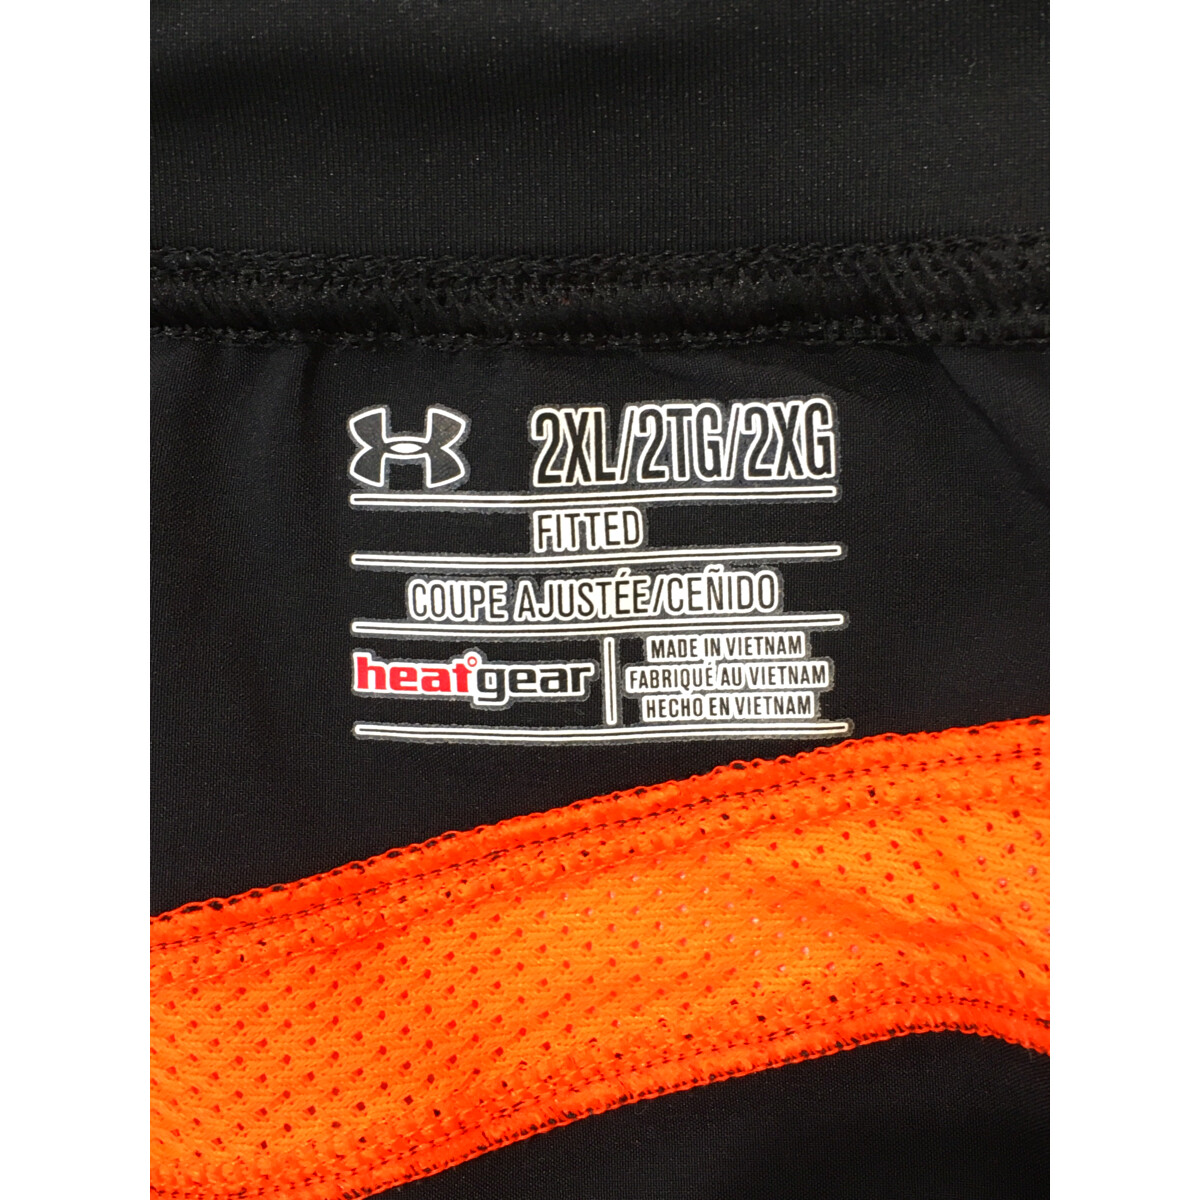 2XL/2TG/2XG
FITTED
COUPE AJUSTÉE/CEÑIDO
heatgear
MADE IN VIETNAM
FABRIQUÉ AU VIETNAM
HECHO EN VIETNAM